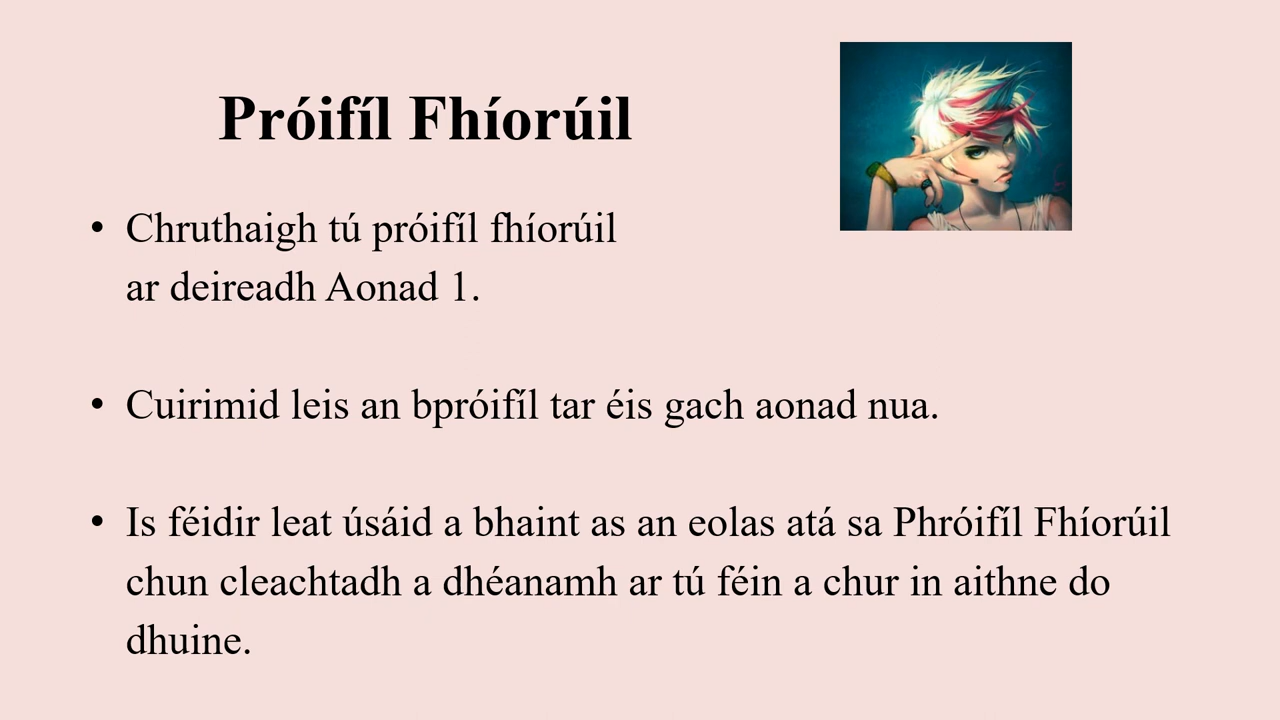 Próifíl Fhíorúil
• Chruthaigh tú próifíl fhíorúil
ar deireadh Aonad 1.
• Cuirimid leis an bpróifíl tar éis gach aonad nua.
• Is féidir leat úsáid a bhaint as an eolas atá sa Phróifíl Fhíorúil
chun cleachtadh a dhéanamh ar tú féin a chur in aithne do
dhuine.